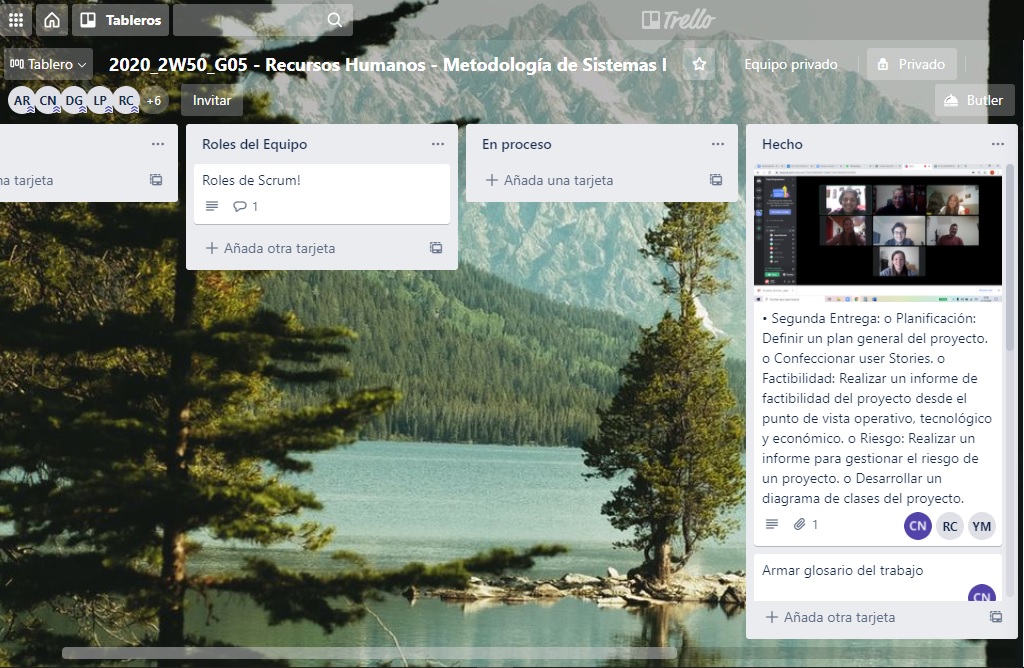 Tableros
Trello
Tablero
2020_2W50_G05 - Recursos Humanos - Metodología de Sistemas I
Equipo privado
Privado
AR CN DG LP RC +6
Invitar
Butler
na tarjeta
Roles del Equipo
Roles de Scrum!
1
Añada otra tarjeta
En proceso
Añada una tarjeta
Hecho
• Segunda Entrega: o Planificación:
Definir un plan general del proyecto.
o Confeccionar user Stories. o
Factibilidad: Realizar un informe de
factibilidad del proyecto desde el
punto de vista operativo, tecnológico
y económico. o Riesgo: Realizar un
informe para gestionar el riesgo de
un proyecto. o Desarrollar un
diagrama de clases del proyecto.
1
CN RC YM
Armar glosario del trabajo
CN
Añada otra tarjeta